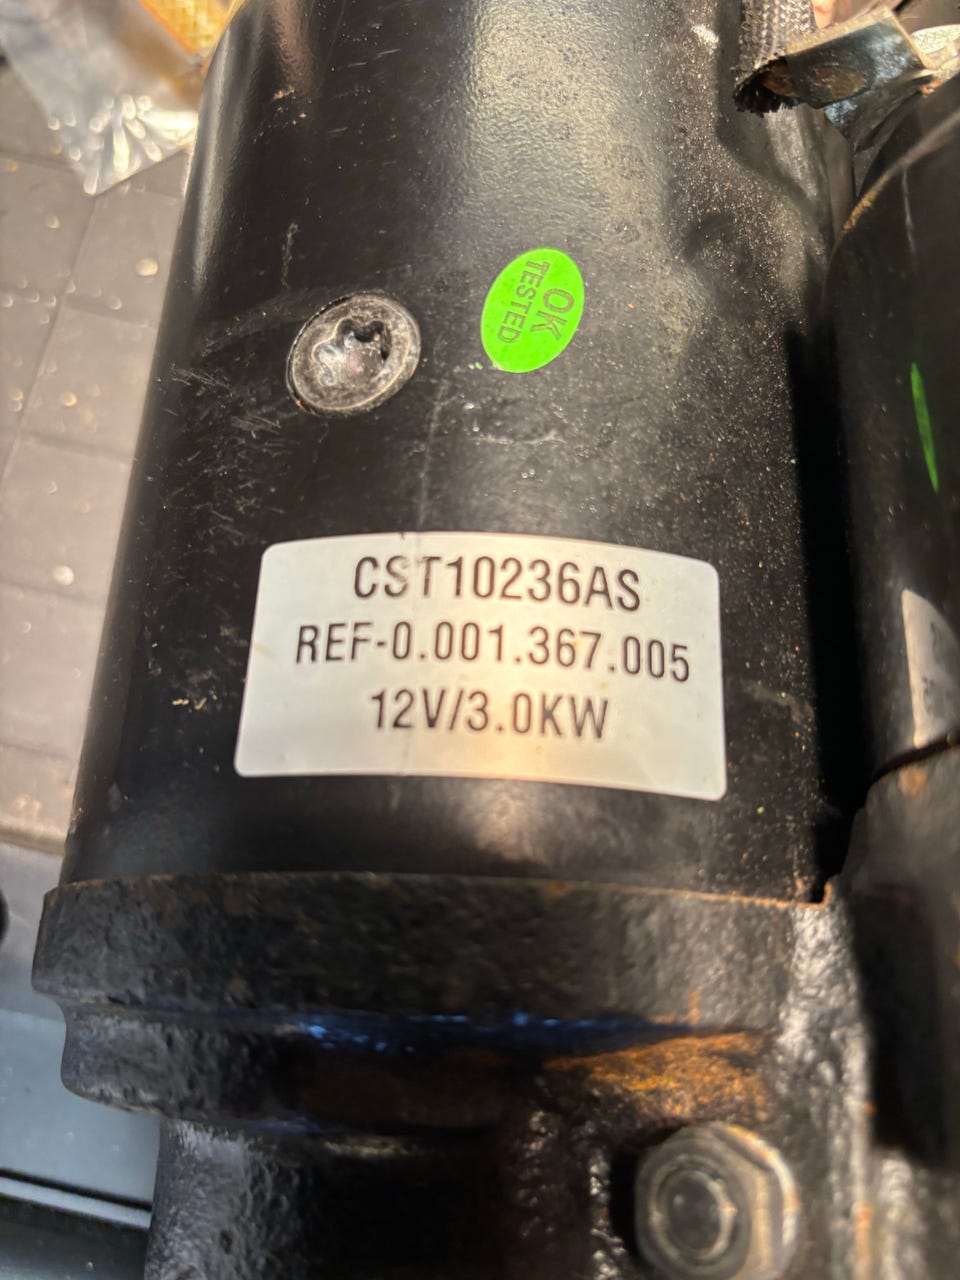 OK
TESTED
CST10236AS
REF-0.001.367.005
12V/3.0KW